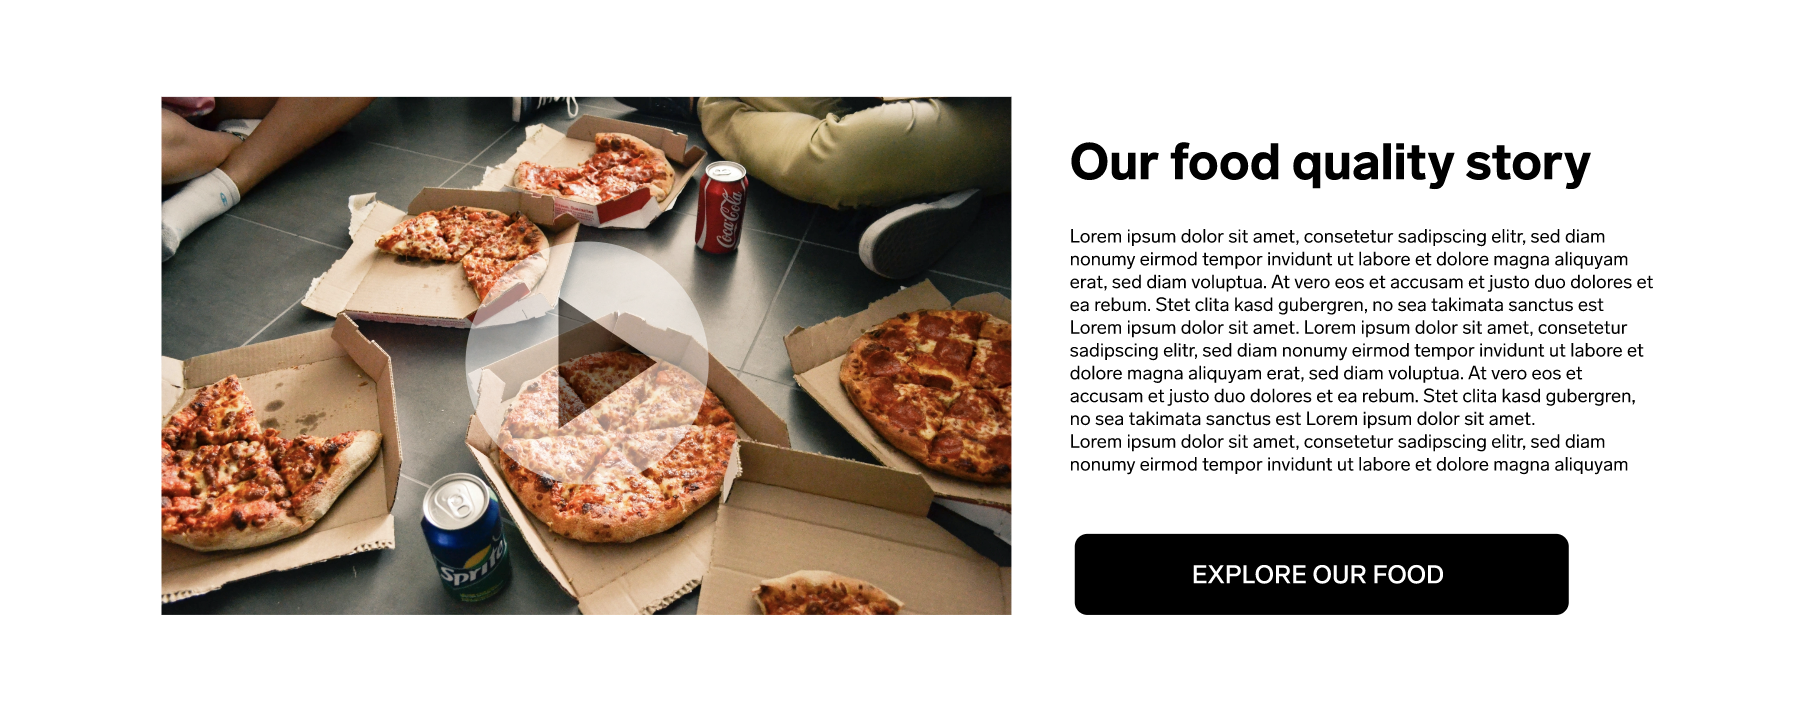 Coca-Cola
Sprite
Our food quality story
Lorem ipsum dolor sit amet, consetetur sadipscing elitr, sed diam
nonumy eirmod tempor invidunt ut labore et dolore magna aliquyam
erat, sed diam voluptua. At vero eos et accusam et justo duo dolores et
ea rebum. Stet clita kasd gubergren, no sea takimata sanctus est
Lorem ipsum dolor sit amet. Lorem ipsum dolor sit amet, consetetur
sadipscing elitr, sed diam nonumy eirmod tempor invidunt ut labore et
dolore magna aliquyam erat, sed diam voluptua. At vero eos et
accusam et justo duo dolores et ea rebum. Stet clita kasd gubergren,
no sea takimata sanctus est Lorem ipsum dolor sit amet.
Lorem ipsum dolor sit amet, consetetur sadipscing elitr, sed diam
nonumy eirmod tempor invidunt ut labore et dolore magna aliquyam
EXPLORE OUR FOOD